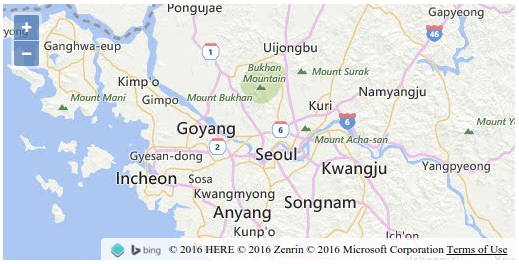 Pongujae
Gapyeong
+
46
Ganghwa-eup
1
Uijongbu
−
Bukhan
Mountain
Mount Surak
Kimp'o
Namyangju
Mount Mani
Gimpo
Mount Bukhan
Kuri
Goyang
6
6
Mount Acha-san
2
Gyesan-dong
Seoul
Yangpyeong
Incheon
Sosa
Kwangju
Kwangmyong
Anyang
Songnam
Kunp'o
Ich'on
bing
© 2016 HERE © 2016 Zenrin © 2016 Microsoft Corporation Terms of Use